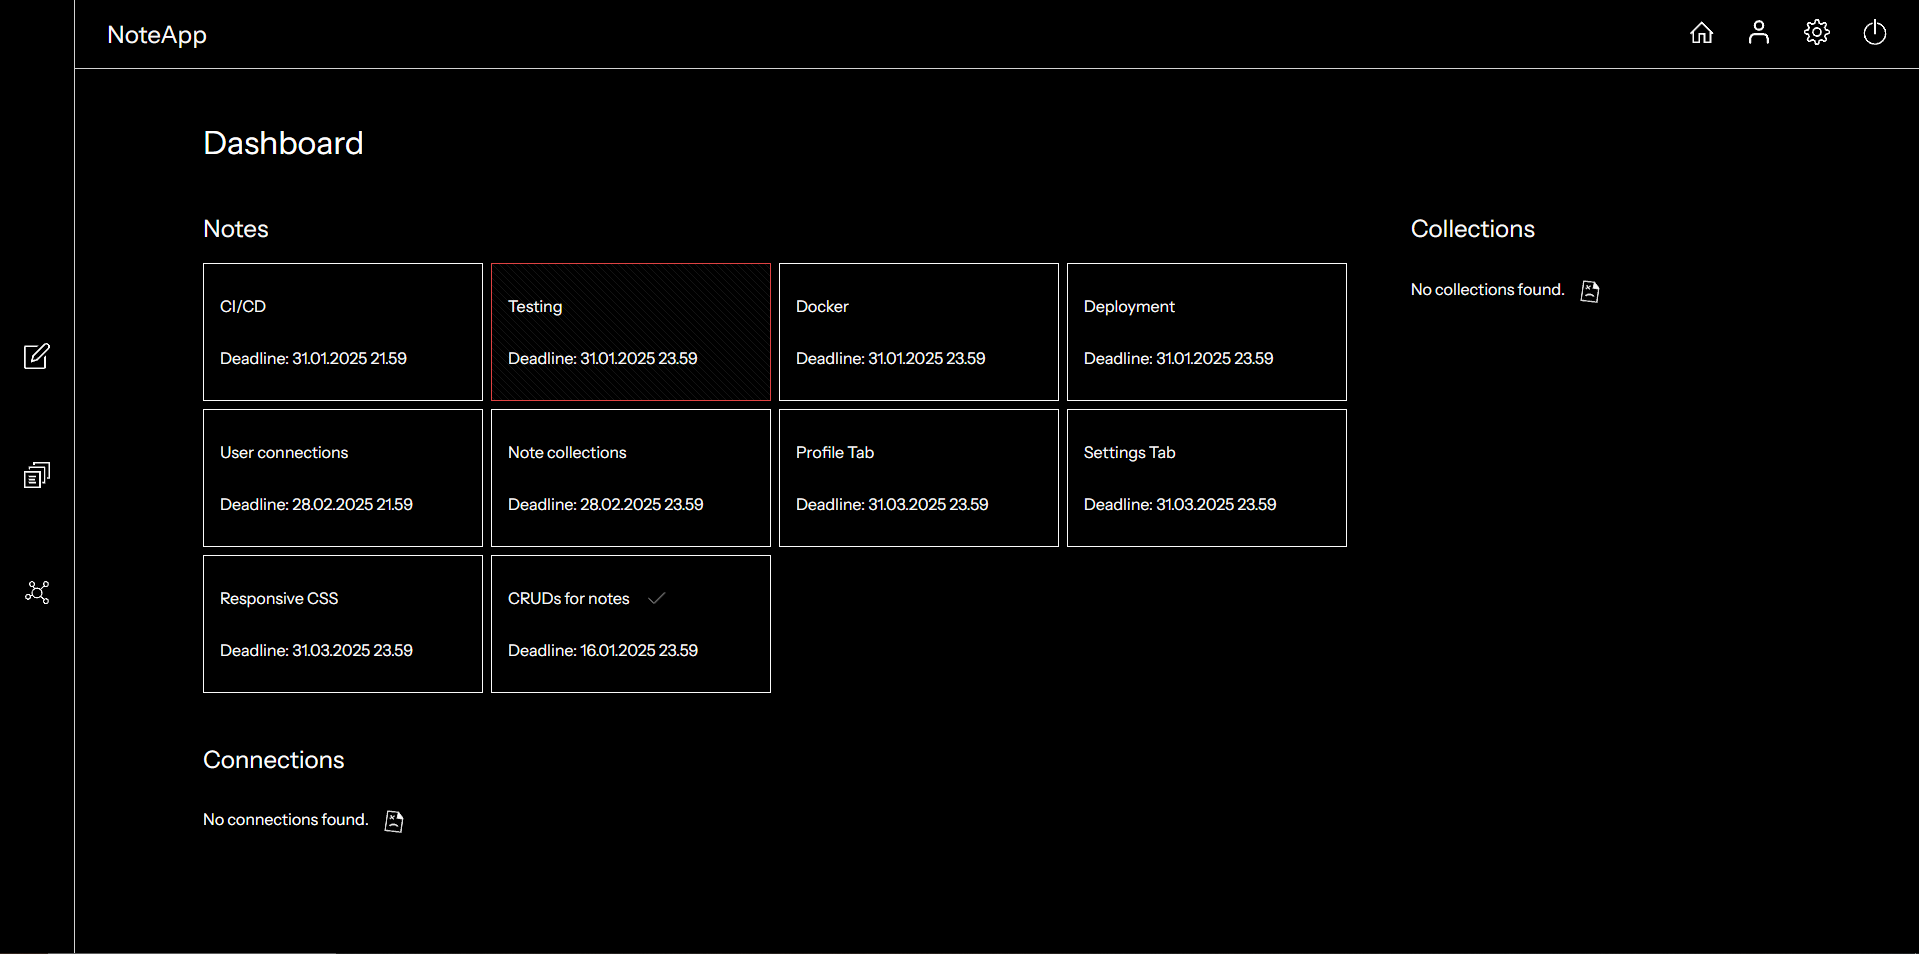 NoteApp
Dashboard
Notes
CI/CD
Deadline: 31.01.2025 21.59
Testing
Deadline: 31.01.2025 23.59
Docker
Deadline: 31.01.2025 23.59
Deployment
Deadline: 31.01.2025 23.59
User connections
Deadline: 28.02.2025 21.59
Note collections
Deadline: 28.02.2025 23.59
Profile Tab
Deadline: 31.03.2025 23.59
Settings Tab
Deadline: 31.03.2025 23.59
Responsive CSS
Deadline: 31.03.2025 23.59
CRUDs for notes
Deadline: 16.01.2025 23.59
Collections
No collections found.
Connections
No connections found.